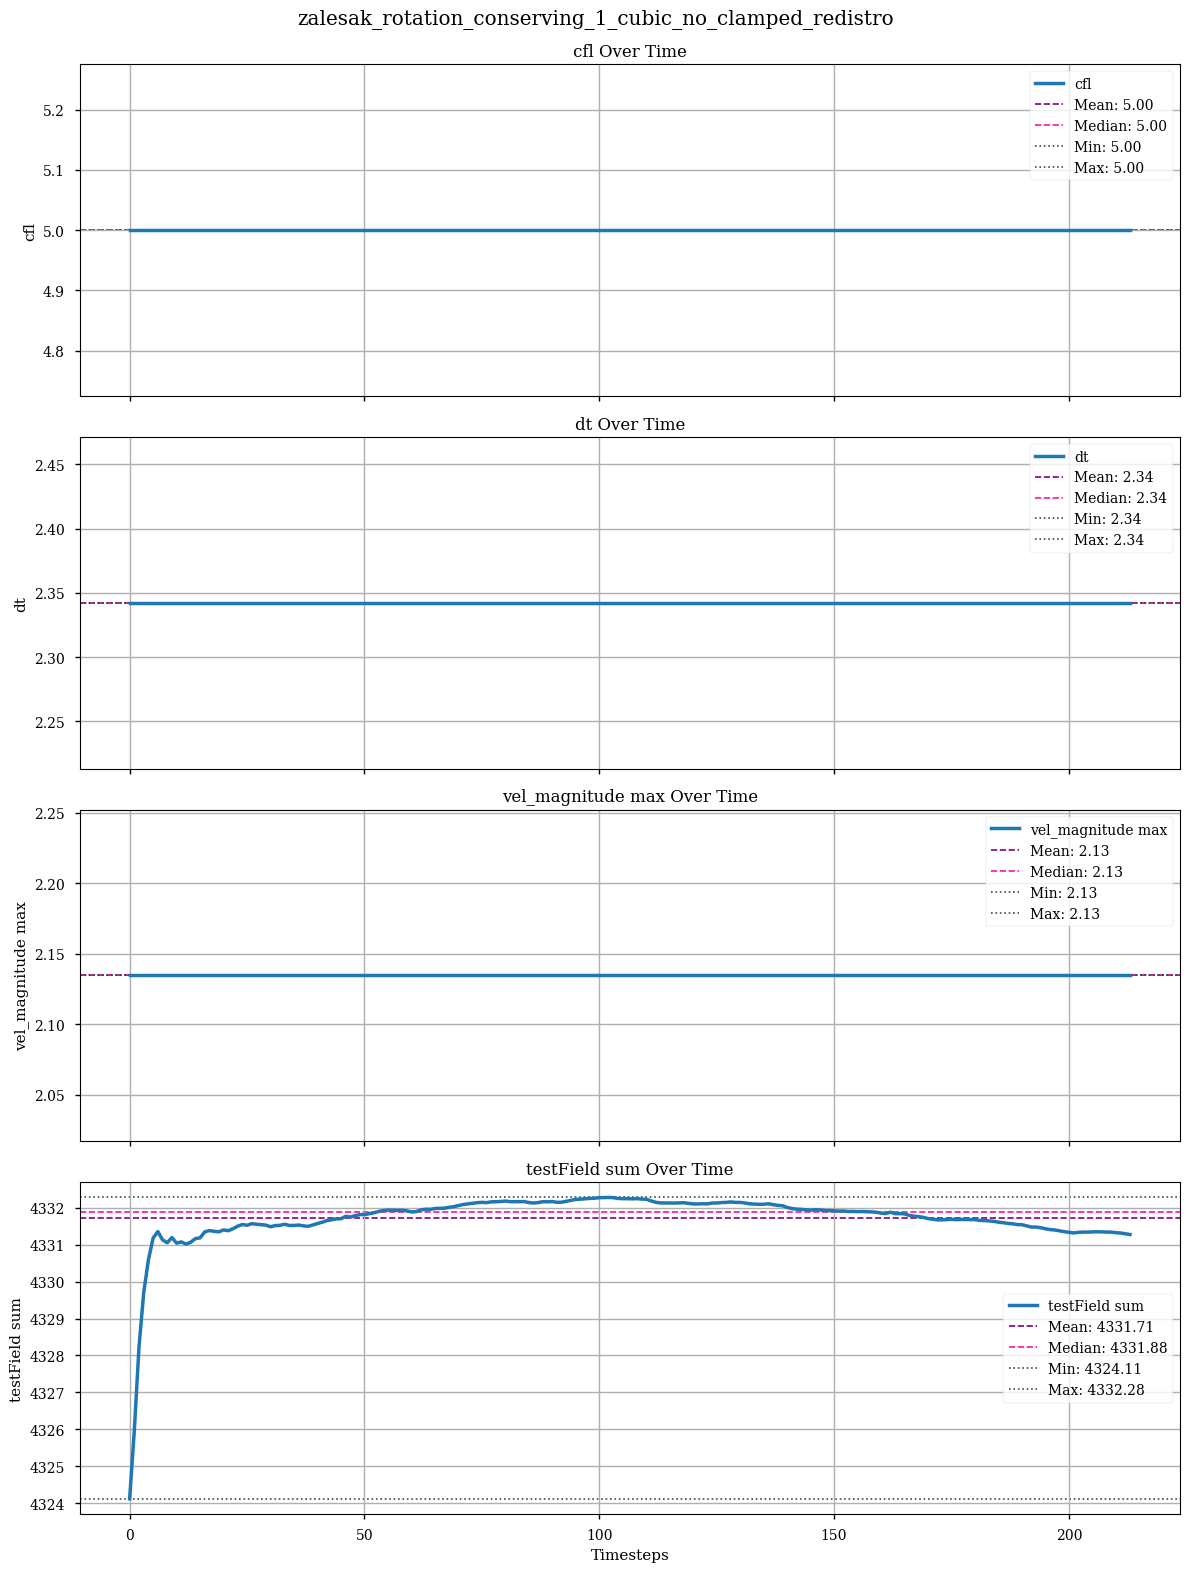 zalesak_rotation_conserving_1_cubic_no_clamped_redistro
cfl Over Time
cfl
5.2
5.1
5.0
4.9
4.8
cfl
Mean: 5.00
Median: 5.00
Min: 5.00
Max: 5.00
dt Over Time
dt
2.45
2.40
2.35
2.30
2.25
dt
Mean: 2.34
Median: 2.34
Min: 2.34
Max: 2.34
vel_magnitude max Over Time
vel_magnitude max
2.25
2.20
2.15
2.10
2.05
vel_magnitude max
Mean: 2.13
Median: 2.13
Min: 2.13
Max: 2.13
testField sum Over Time
testField sum
4332
4331
4330
4329
4328
4327
4326
4325
4324
testField sum
Mean: 4331.71
Median: 4331.88
Min: 4324.11
Max: 4332.28
0 50 100 150 200
Timesteps